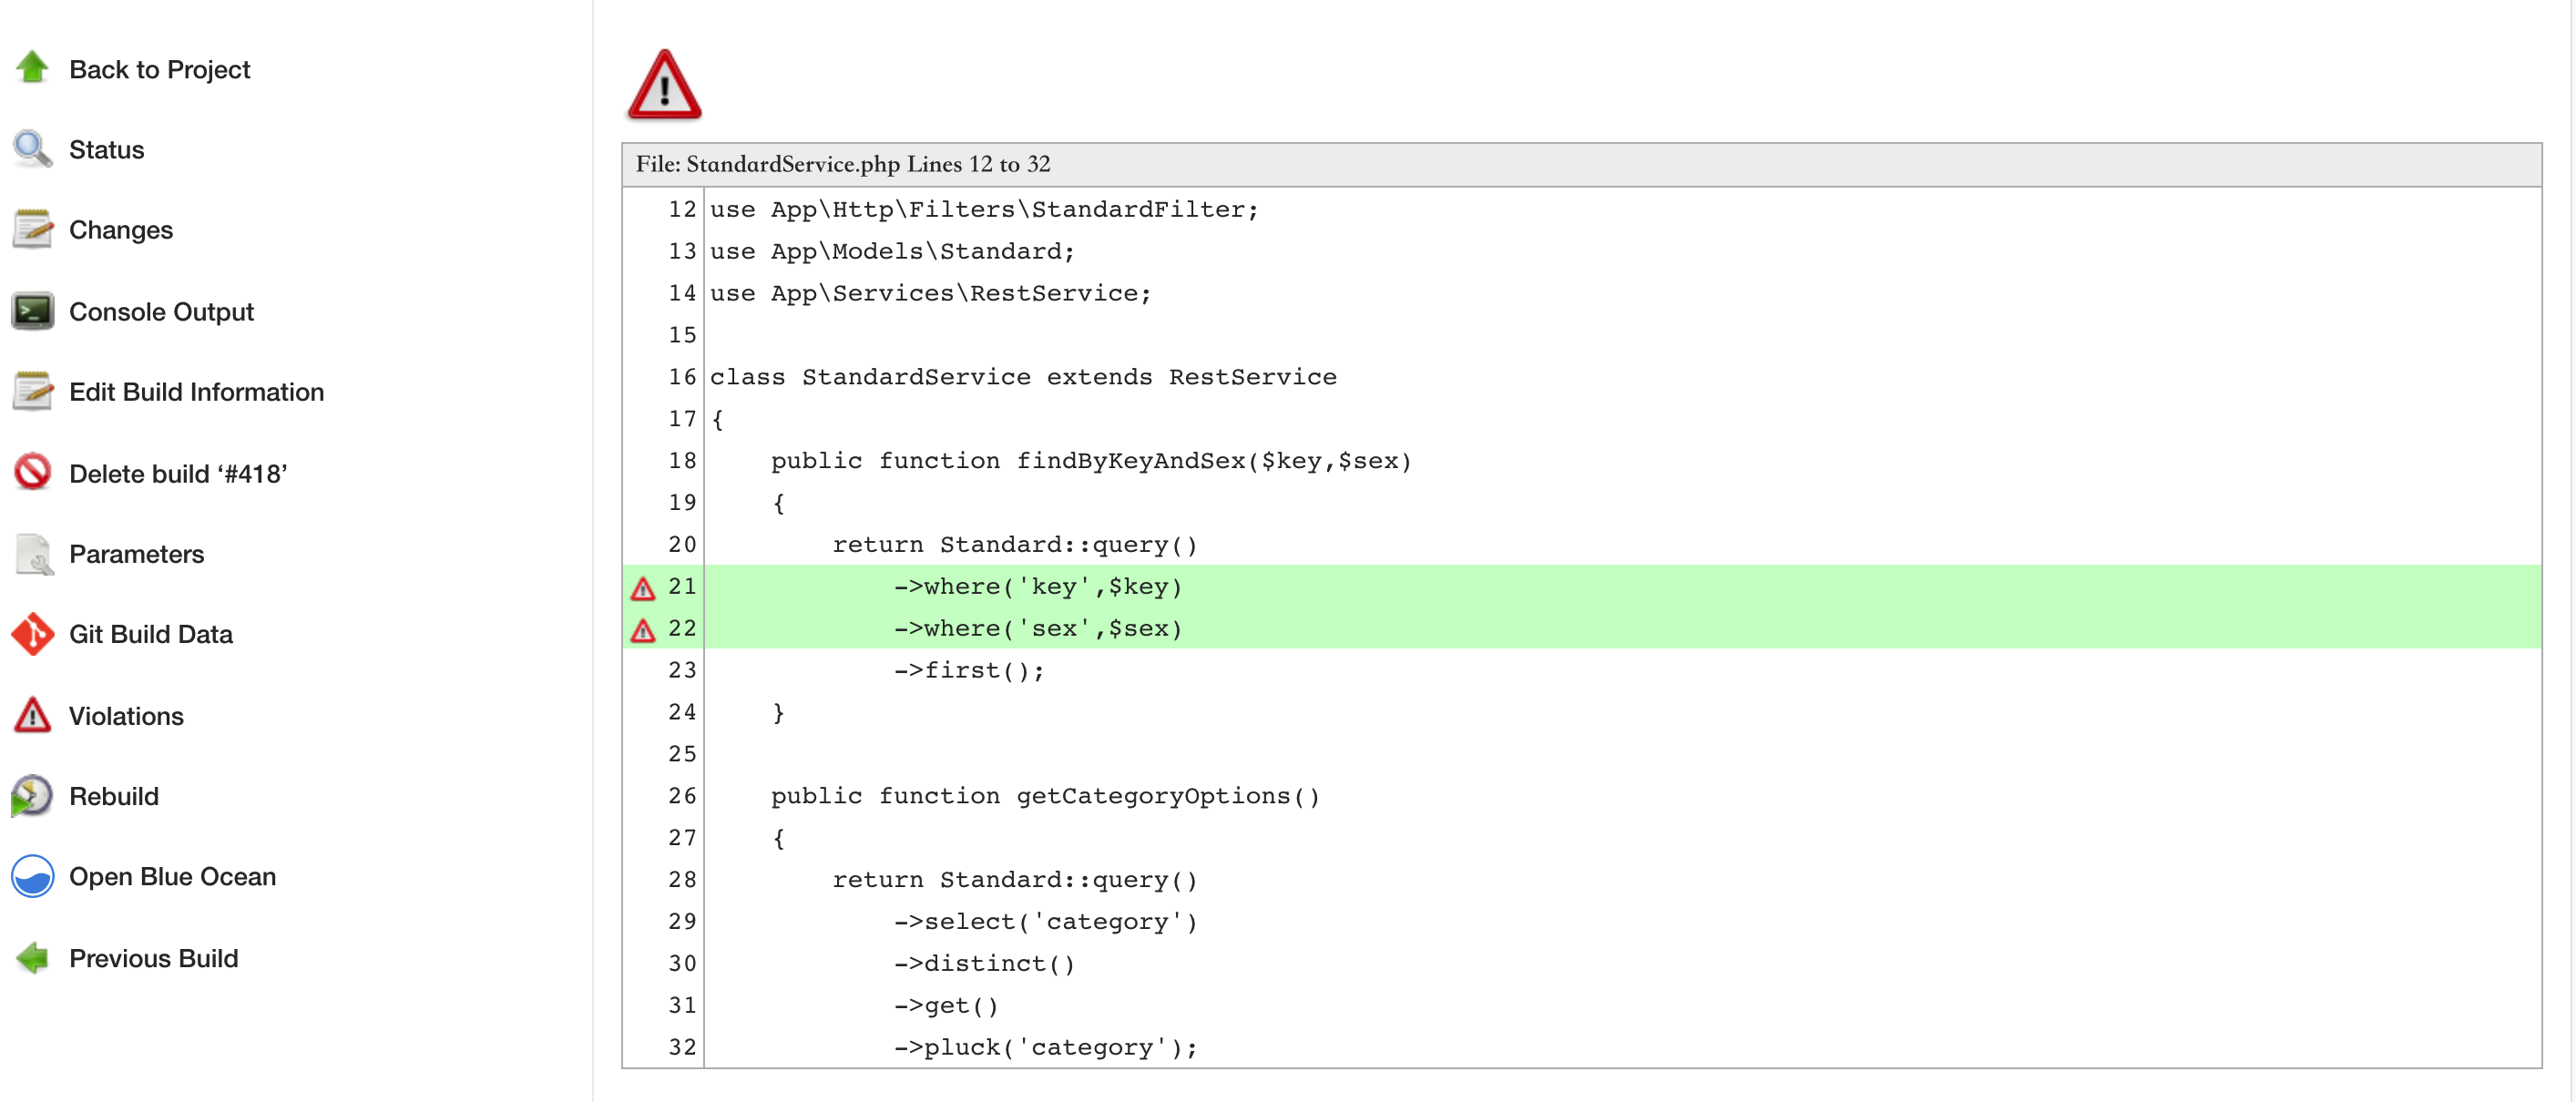 Back to Project
Status
Changes
Console Output
Edit Build Information
Delete build ‘#418’
Parameters
Git Build Data
Violations
Rebuild
Open Blue Ocean
Previous Build
File: StandardService.php Lines 12 to 32
12 use App\Http\Filters\StandardFilter;
13 use App\Models\Standard;
14 use App\Services\RestService;
15
16 class StandardService extends RestService
17 {
18     public function findByKeyAndSex($key,$sex)
19     {
20         return Standard::query()
21             ->where('key',$key)
22             ->where('sex',$sex)
23             ->first();
24     }
25
26     public function getCategoryOptions()
27     {
28         return Standard::query()
29             ->select('category')
30             ->distinct()
31             ->get()
32             ->pluck('category');